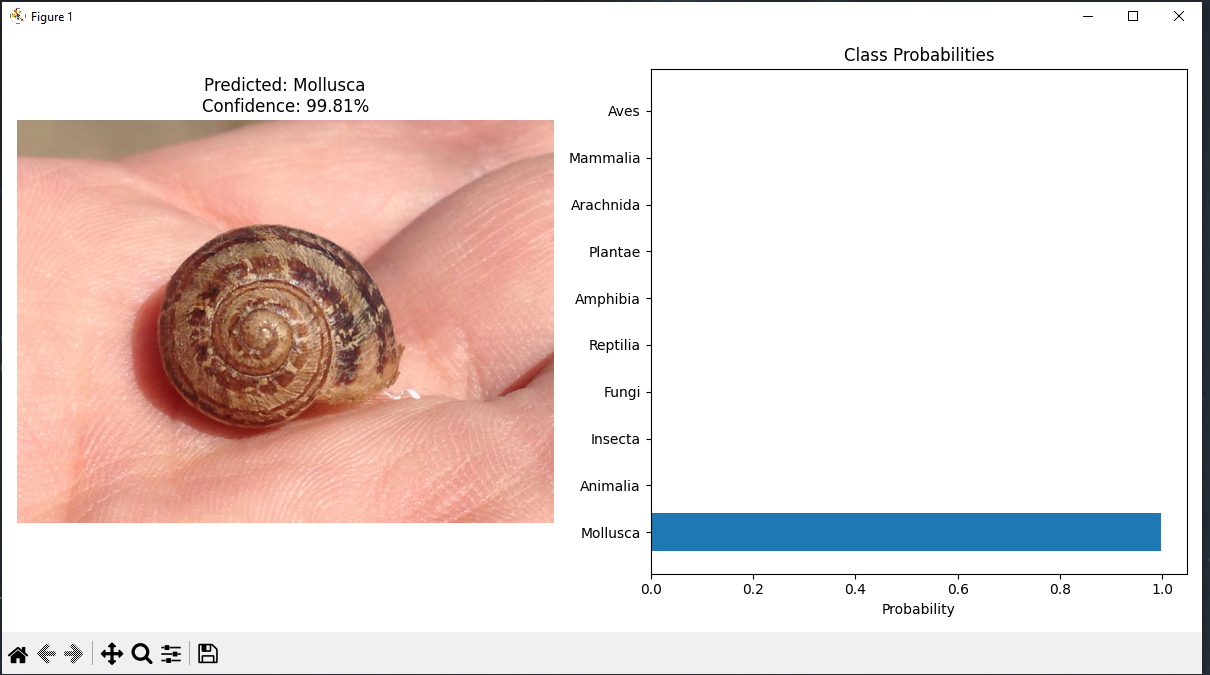 Figure 1
Predicted: Mollusca
Confidence: 99.81%
Class Probabilities
Aves
Mammalia
Arachnida
Plantae
Amphibia
Reptilia
Fungi
Insecta
Animalia
Mollusca
0.0 0.2 0.4 0.6 0.8 1.0
Probability